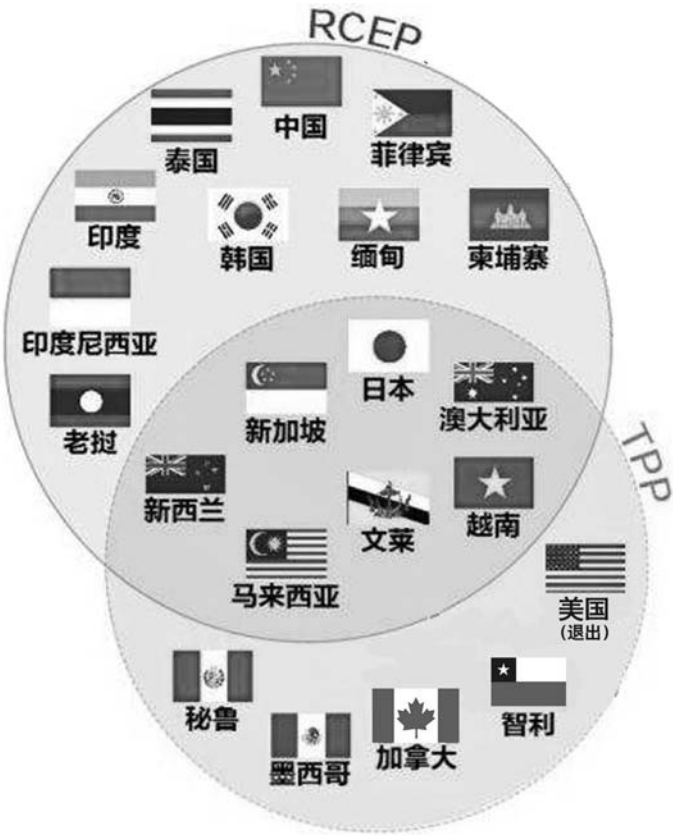 RCEP
中国
泰国
菲律宾
印度
韩国
缅甸
柬埔寨
印度尼西亚
老挝
日本
新加坡
澳大利亚
TPP
新西兰
文莱
越南
马来西亚
美国
(退出)
秘鲁
智利
墨西哥
加拿大